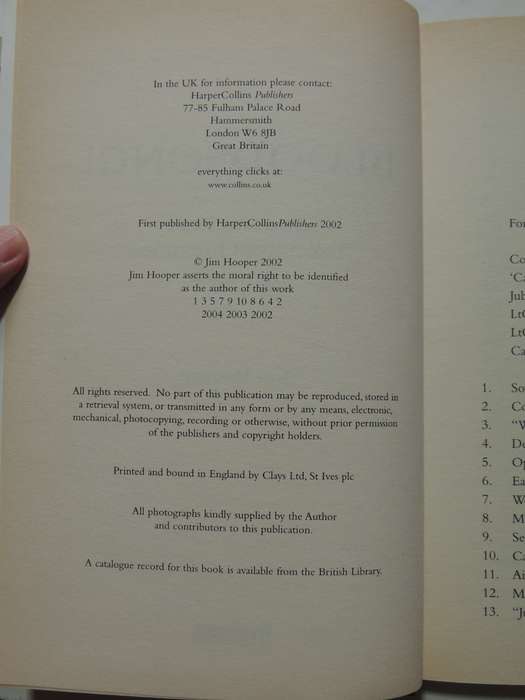 In the UK for information please contact:
HarperCollins Publishers
77-85 Fulham Palace Road
Hammersmith
London W6 8JB
Great Britain
everything clicks at:
www.collins.co.uk
First published by HarperCollinsPublishers 2002
© Jim Hooper 2002
Jim Hooper asserts the moral right to be identified
as the author of this work
1 3 5 7 9 10 8 6 4 2
2004 2003 2002
All rights reserved. No part of this publication may be reproduced, stored in
a retrieval system, or transmitted in any form or by any means, electronic,
mechanical, photocopying, recording or otherwise, without prior permission
of the publishers and copyright holders.
Printed and bound in England by Clays Ltd, St Ives plc
All photographs kindly supplied by the Author
and contributors to this publication.
A catalogue record for this book is available from the British Library.
1.
2.
3.
4.
5.
6.
7.
8.
9.
10.
11.
12.
13.